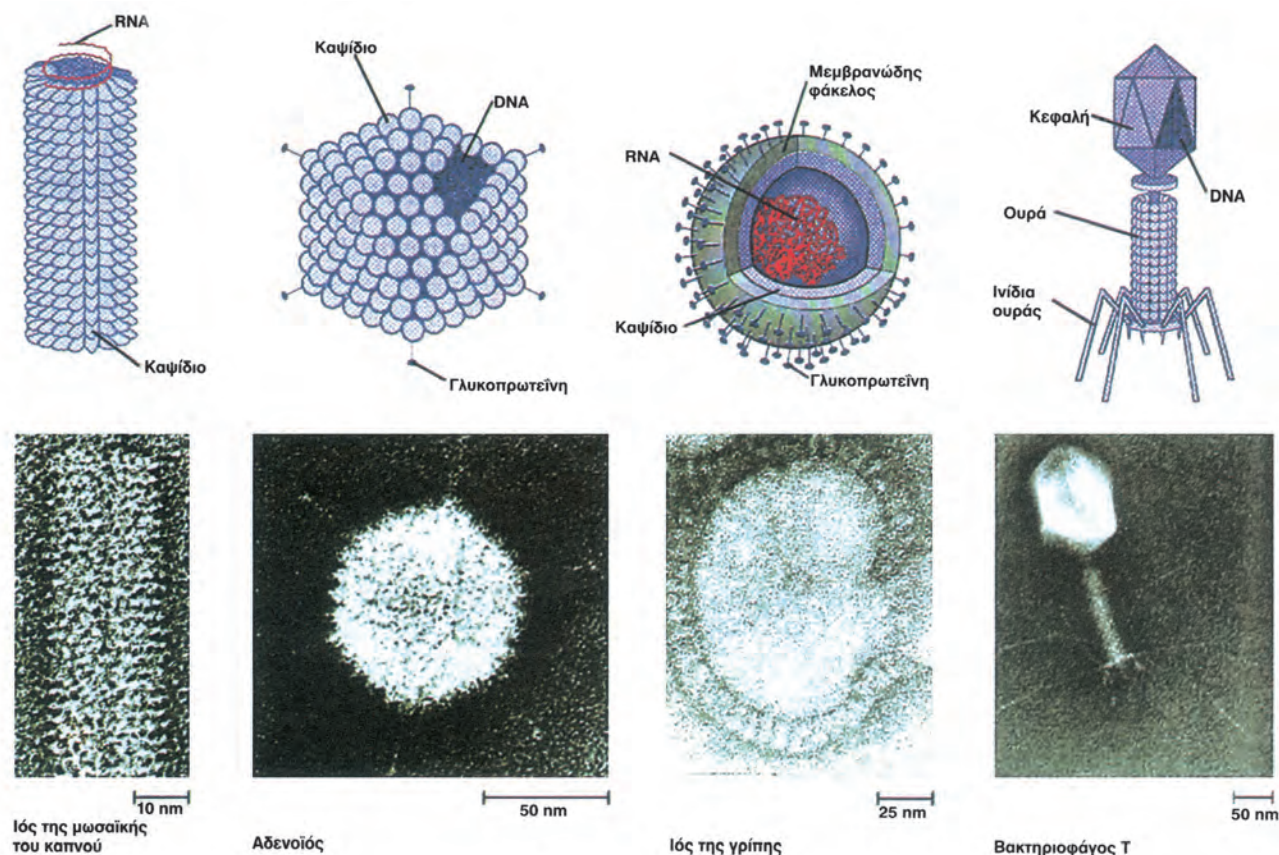 RNA
Καψίδιο
Καψίδιο
DNA
Γλυκοπρωτεΐνη
Μεμβρανώδης
φάκελος
RNA
Καψίδιο
Γλυκοπρωτεΐνη
Κεφαλή
DNA
Ουρά
Ινίδια
ουράς
10 nm
Ιός της μωσαϊκής
του καπνού
50 nm
Αδενοϊός
25 nm
Ιός της γρίπης
50 nm
Βακτηριοφάγος Τ